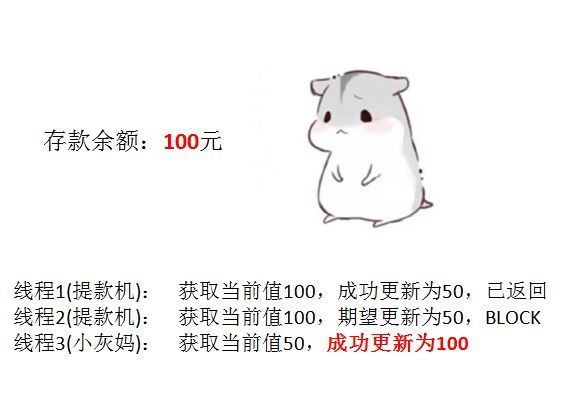 存款余额：100元
线程1(提款机)： 获取当前值100，成功更新为50，已返回
线程2(提款机)： 获取当前值100，期望更新为50，BLOCK
线程3(小灰妈)： 获取当前值50，成功更新为100